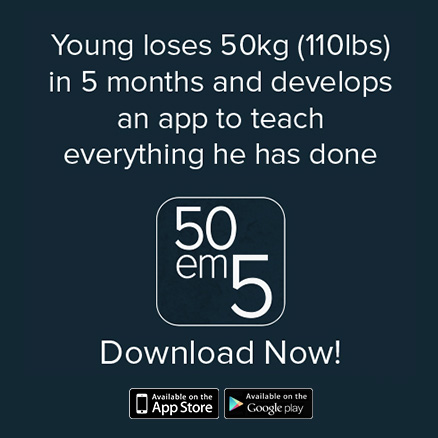 Young loses 50kg (110lbs)
in 5 months and develops
an app to teach
everything he has done
50
em
5
Download Now!
Available on the
App Store
Available on the
Google play